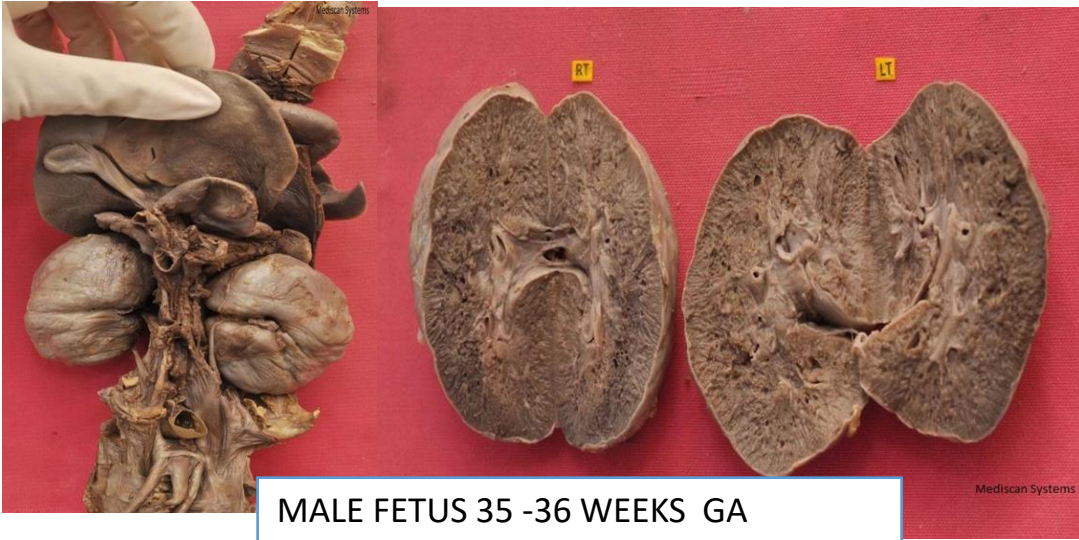 Mediscan Systems
RT
LT
Mediscan Systems
MALE FETUS 35 -36 WEEKS GA